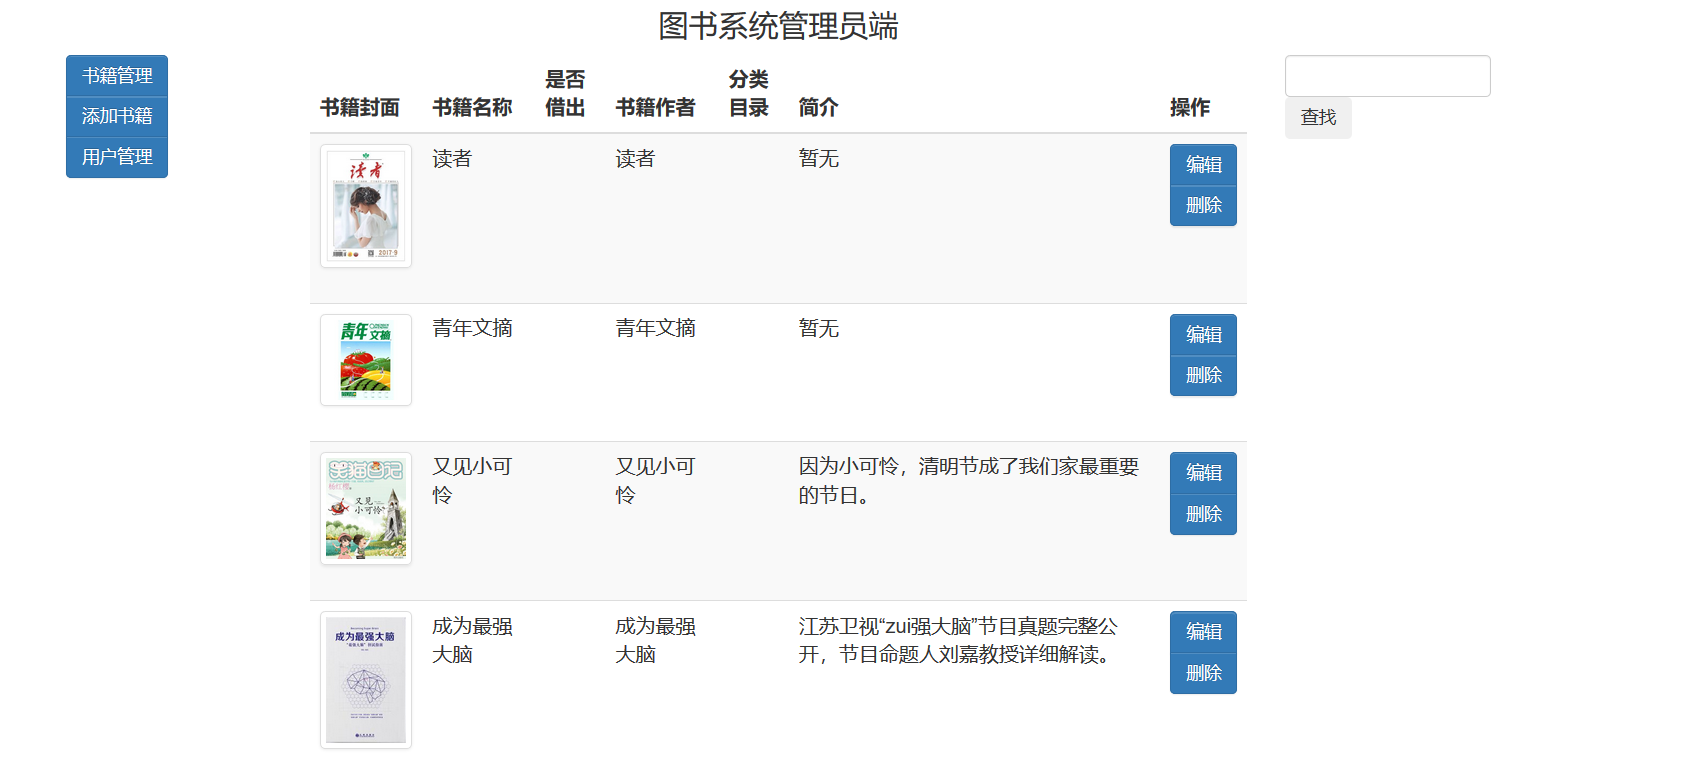 图书系统管理员端
书籍管理
添加书籍
用户管理
书籍封面 书籍名称 是否借出 书籍作者 分类目录 简介 操作
查找
读者
2017·9
读者
读者
暂无
编辑
删除
青年
文摘
青年文摘
青年文摘
暂无
编辑
删除
笑猫日记
杨红樱
又见
小可怜
又见小可
怜
又见小可
怜
因为小可怜，清明节成了我们家最重要
的节日。
编辑
删除
成为最强大脑
成为最强
大脑
成为最强
大脑
江苏卫视“zui强大脑”节目真题完整公
开，节目命题人刘嘉教授详细解读。
编辑
删除